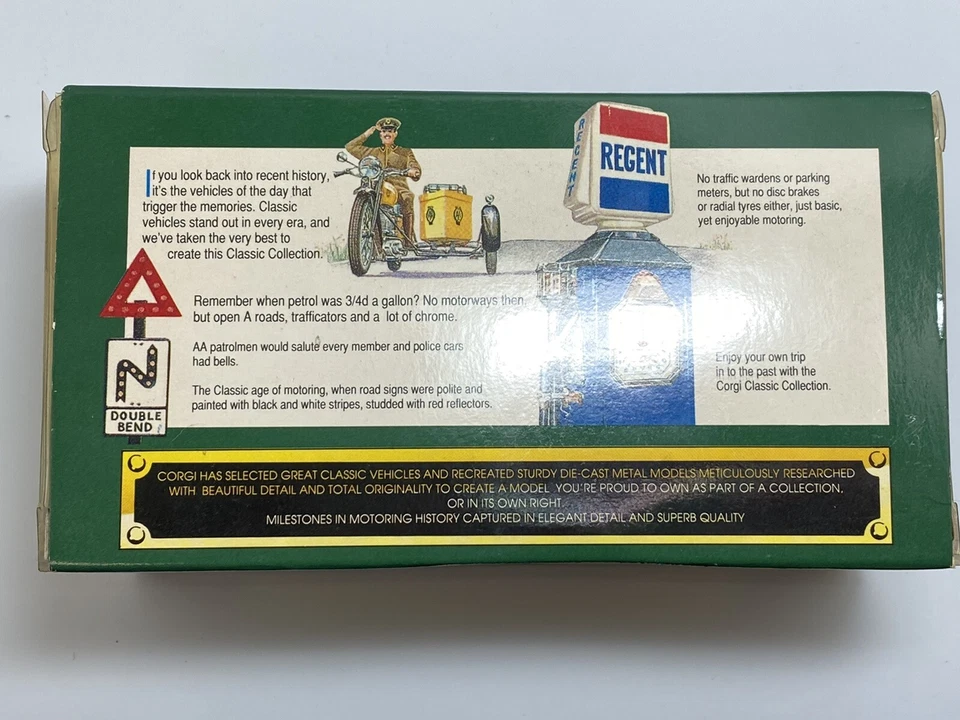 If you look back into recent history,
it's the vehicles of the day that
trigger the memories. Classic
vehicles stand out in every era, and
we've taken the very best to
create this Classic Collection.
REGENT
REGENT
No traffic wardens or parking
meters, but no disc brakes
or radial tyres either, just basic,
yet enjoyable motoring.
Remember when petrol was 3/4d a gallon? No motorways then
but open A roads, trafficators and a lot of chrome.
AA patrolmen would salute every member and police cars
had bells.
The Classic age of motoring, when road signs were polite and
painted with black and white stripes, studded with red reflectors.
Enjoy your own trip
in to the past with the
Corgi Classic Collection.
DOUBLE
BEND
CORGI HAS SELECTED GREAT CLASSIC VEHICLES AND RECREATED STURDY DIE-CAST METAL MODELS METICULOUSLY RESEARCHED
WITH BEAUTIFUL DETAIL AND TOTAL ORIGINALITY TO CREATE A MODEL YOU'RE PROUD TO OWN AS PART OF A COLLECTION,
OR IN ITS OWN RIGHT
MILESTONES IN MOTORING HISTORY CAPTURED IN ELEGANT DETAIL AND SUPERB QUALITY